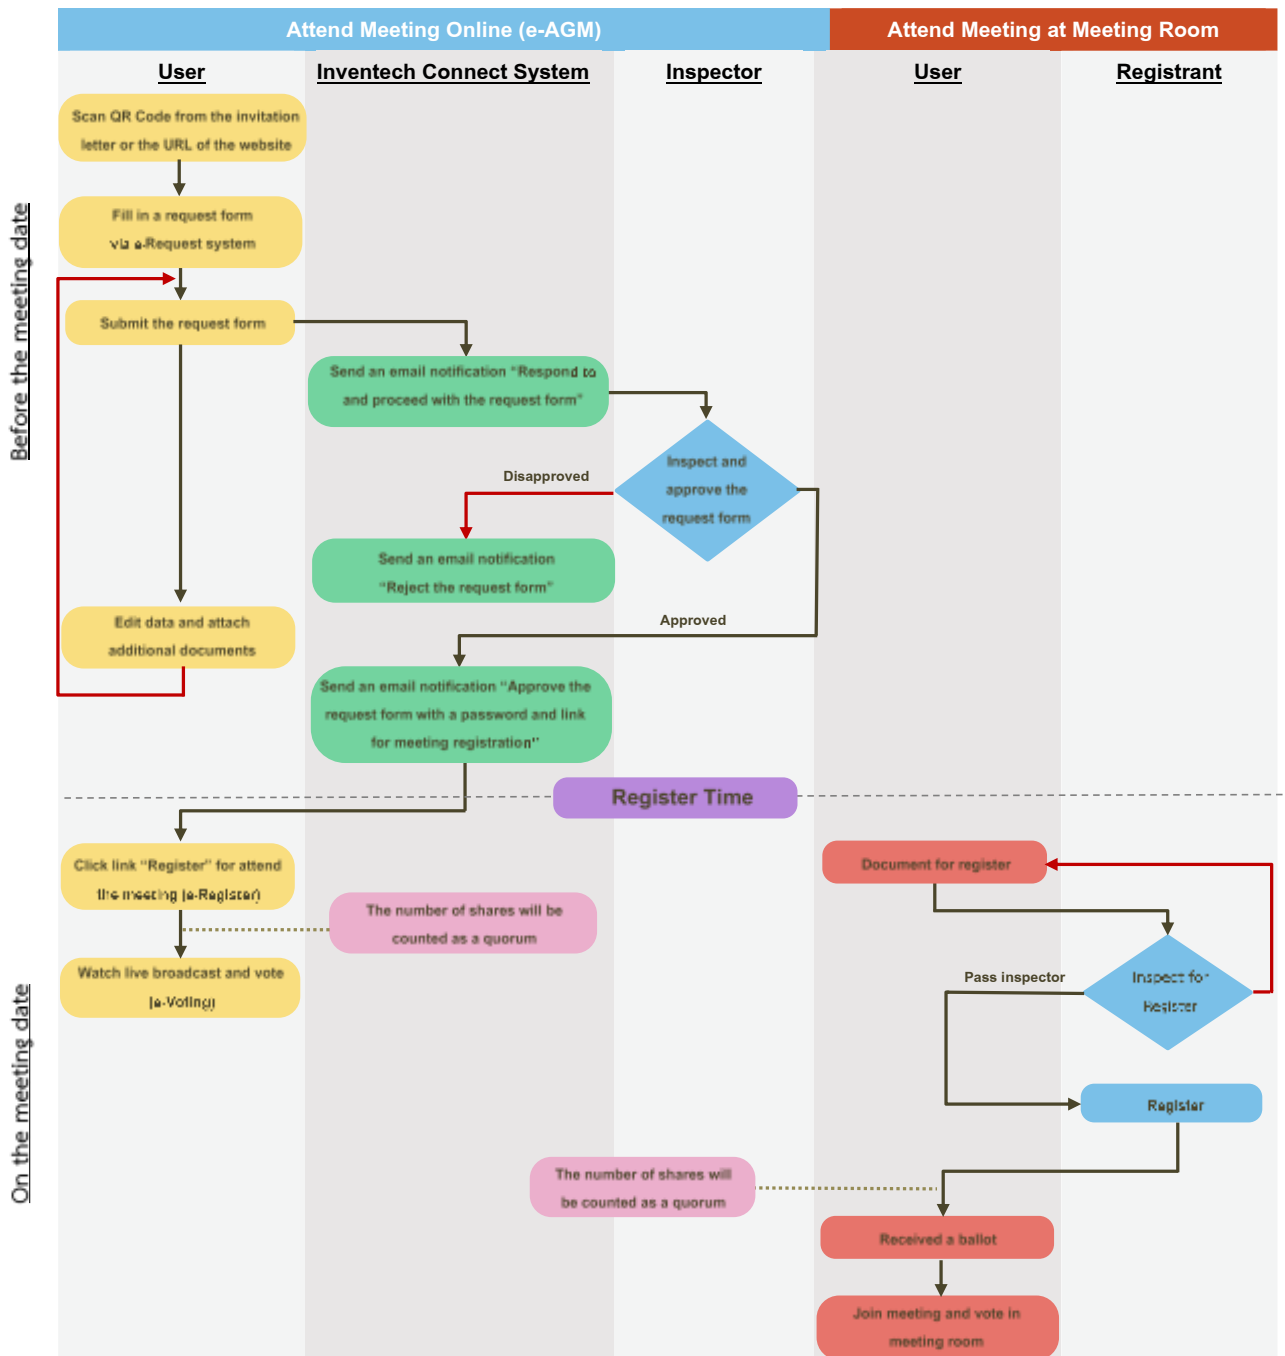 Attend Meeting Online (e-AGM)
Attend Meeting at Meeting Room
User
Inventech Connect System
Inspector
User
Registrant
Before the meeting date
Scan QR Code from the invitation
letter or the URL of the website
Fill in a request form
via e-Request system
Submit the request form
Send an email notification “Respond to
and proceed with the request form”
Inspect and
approve the
request form
Disapproved
Send an email notification
“Reject the request form”
Approved
Edit data and attach
additional documents
Send an email notification “Approve the
request form with a password and link
for meeting registration”
Register Time
On the meeting date
Click link “Register” for attend
the meeting (e-Register)
The number of shares will be
counted as a quorum
Watch live broadcast and vote
(e-Voting)
Document for register
Pass inspector
Inspect for
Register
Register
The number of shares will
be counted as a quorum
Received a ballot
Join meeting and vote in
meeting room